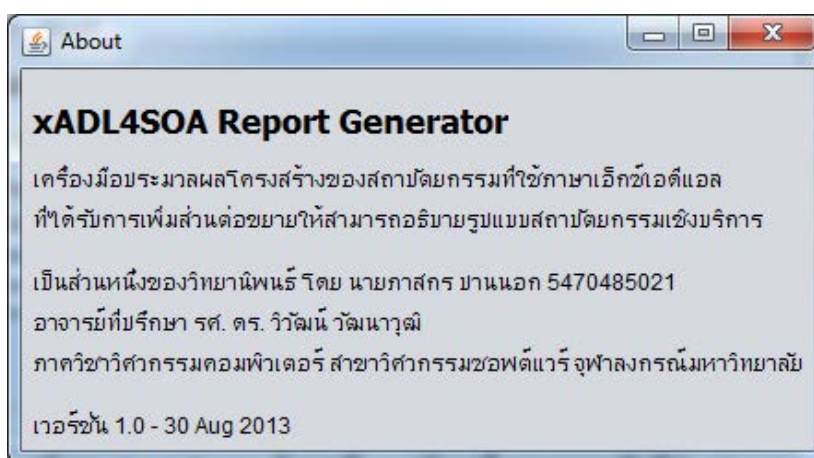 About
xADL4SOA Report Generator
เครื่องมือประมวลผลโครงสร้างของสถาปัตยกรรมที่ใช้ภาษาเอ็กซ์เอดีแอล
ที่ได้รับการเพิ่มส่วนต่อขยายให้สามารถอธิบายรูปแบบสถาปัตยกรรมเชิงบริการ
เป็นส่วนหนึ่งของวิทยานิพนธ์ โดย นายภาสกร ปานนอก 5470485021
อาจารย์ที่ปรึกษา รศ. ดร. วิวัฒน์ วัฒนาวุฒิ
ภาควิชาวิศวกรรมคอมพิวเตอร์ สาขาวิศวกรรมซอฟต์แวร์ จุฬาลงกรณ์มหาวิทยาลัย
เวอร์ชัน 1.0 - 30 Aug 2013